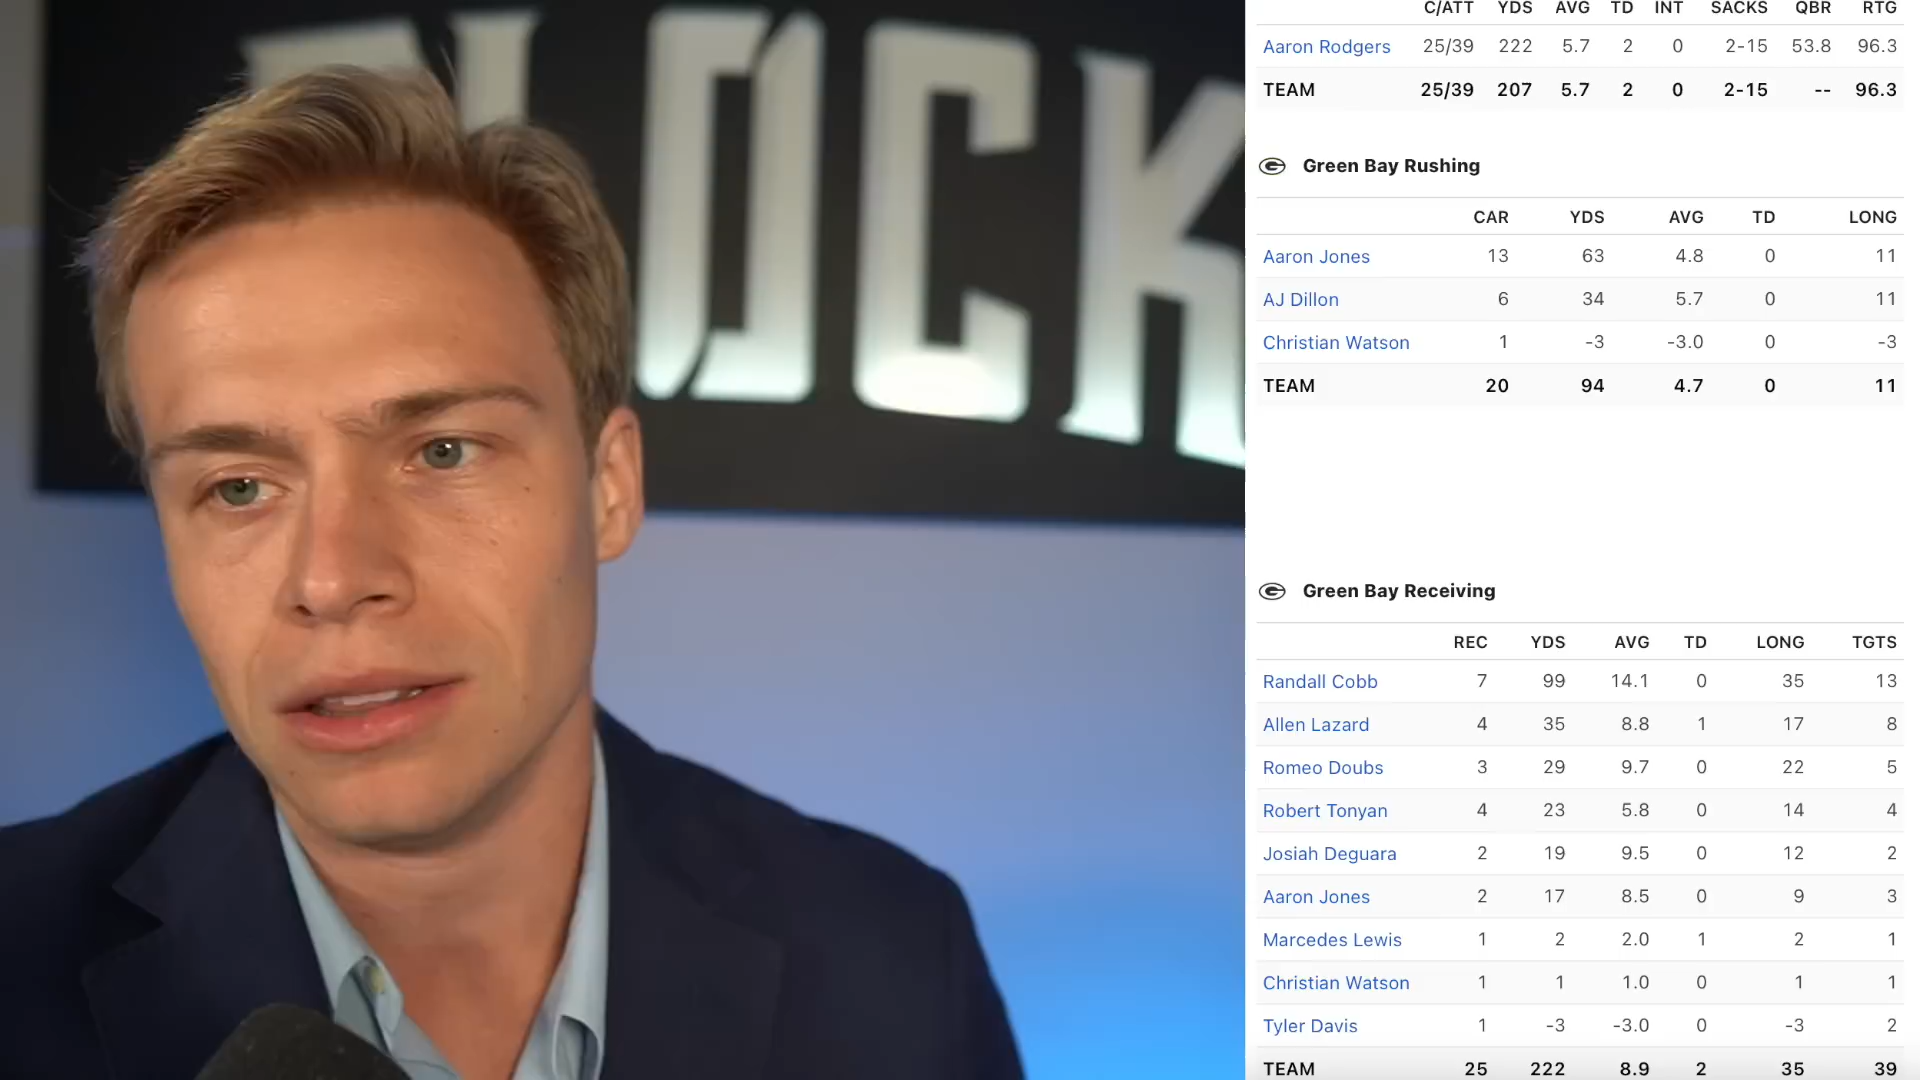 BLOCK
C/ATT YDS AVG TD INT SACKS QBR RTG
Aaron Rodgers 25/39 222 5.7 2 0 2-15 53.8 96.3
TEAM 25/39 207 5.7 2 0 2-15 -- 96.3
Green Bay Rushing
CAR YDS AVG TD LONG
Aaron Jones 13 63 4.8 0 11
AJ Dillon 6 34 5.7 0 11
Christian Watson 1 -3 -3.0 0 -3
TEAM 20 94 4.7 0 11
Green Bay Receiving
REC YDS AVG TD LONG TGTS
Randall Cobb 7 99 14.1 0 35 13
Allen Lazard 4 35 8.8 1 17 8
Romeo Doubs 3 29 9.7 0 22 5
Robert Tonyan 4 23 5.8 0 14 4
Josiah Deguara 2 19 9.5 0 12 2
Aaron Jones 2 17 8.5 0 9 3
Marcedes Lewis 1 2 2.0 1 2 1
Christian Watson 1 1 1.0 0 1 1
Tyler Davis 1 -3 -3.0 0 -3 2
TEAM 25 222 8.9 2 35 39